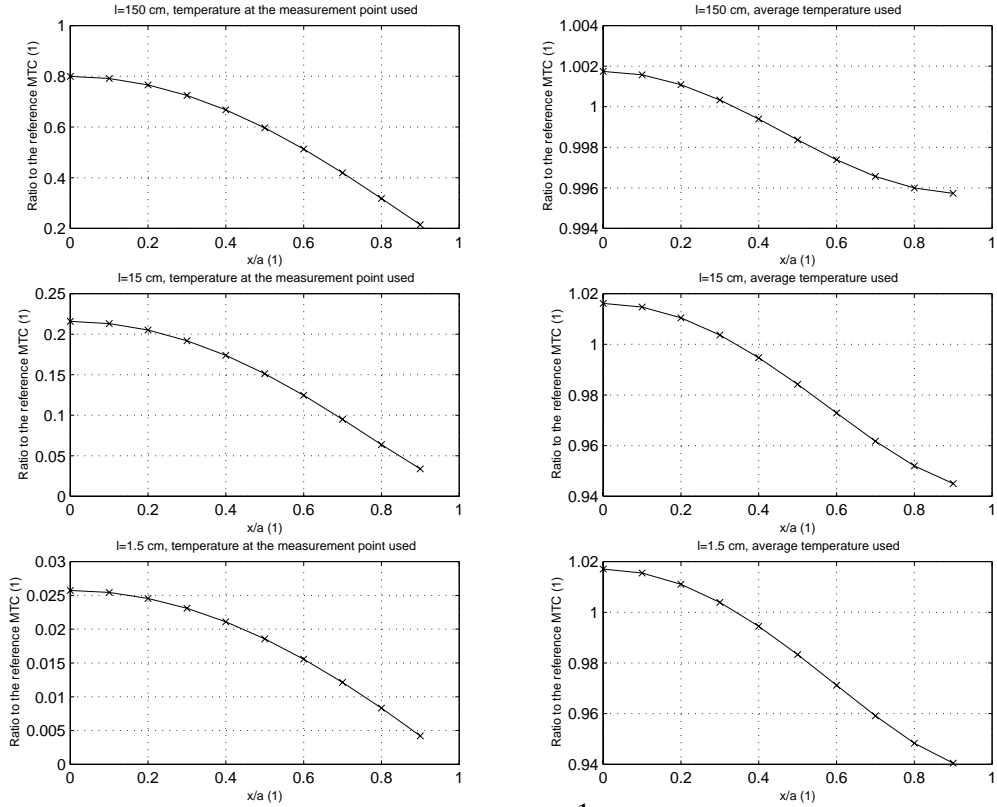 l=150 cm, temperature at the measurement point used
1
0.8
0.6
0.4
0.2
Ratio to the reference MTC (1)
0 0.2 0.4 0.6 0.8 1
x/a (1)
l=150 cm, average temperature used
1.004
1.002
1
0.998
0.996
0.994
Ratio to the reference MTC (1)
0 0.2 0.4 0.6 0.8 1
x/a (1)
l=15 cm, temperature at the measurement point used
0.25
0.2
0.15
0.1
0.05
0
Ratio to the reference MTC (1)
0 0.2 0.4 0.6 0.8 1
x/a (1)
l=15 cm, average temperature used
1.02
1
0.98
0.96
0.94
Ratio to the reference MTC (1)
0 0.2 0.4 0.6 0.8 1
x/a (1)
l=1.5 cm, temperature at the measurement point used
0.03
0.025
0.02
0.015
0.01
0.005
0
Ratio to the reference MTC (1)
0 0.2 0.4 0.6 0.8 1
x/a (1)
l=1.5 cm, average temperature used
1.02
1
0.98
0.96
0.94
Ratio to the reference MTC (1)
0 0.2 0.4 0.6 0.8 1
x/a (1)